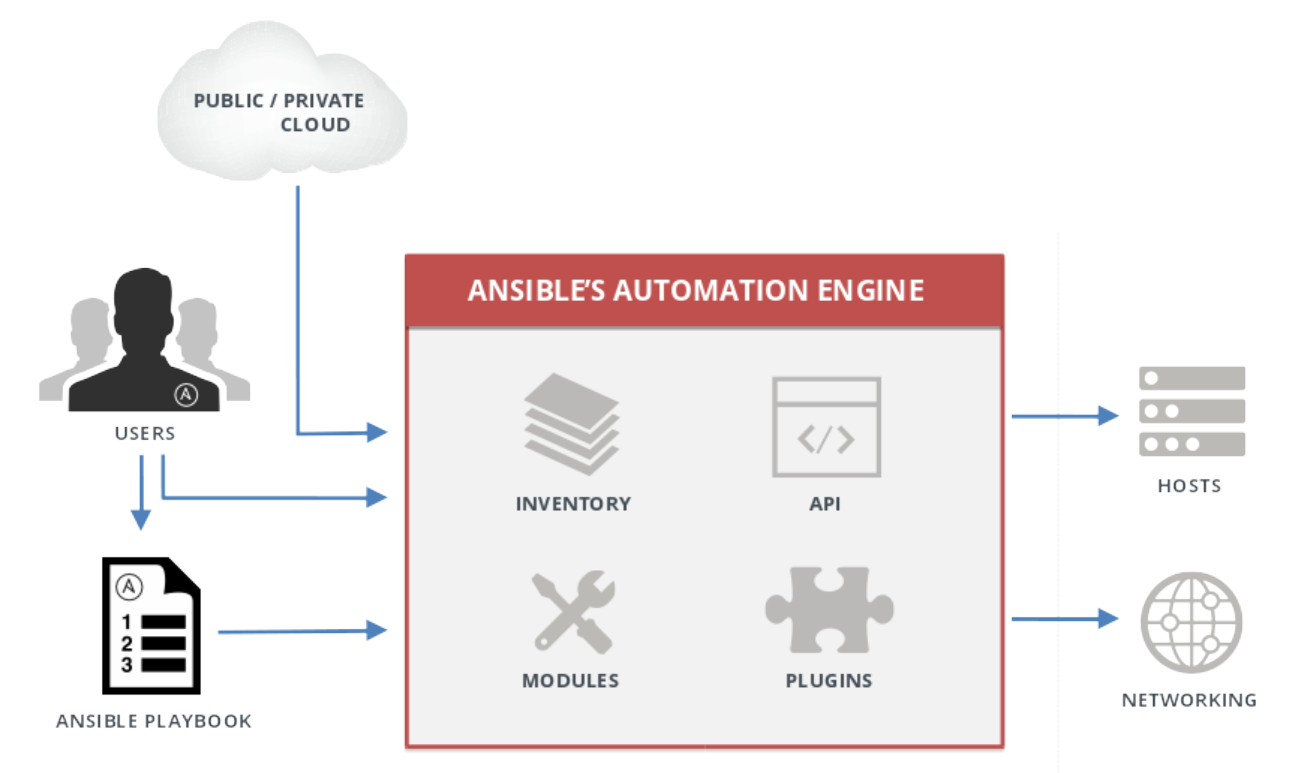 PUBLIC / PRIVATE
CLOUD
ANSIBLE’S AUTOMATION ENGINE
USERS
INVENTORY
API
HOSTS
A
1
2
3
MODULES
PLUGINS
NETWORKING
ANSIBLE PLAYBOOK